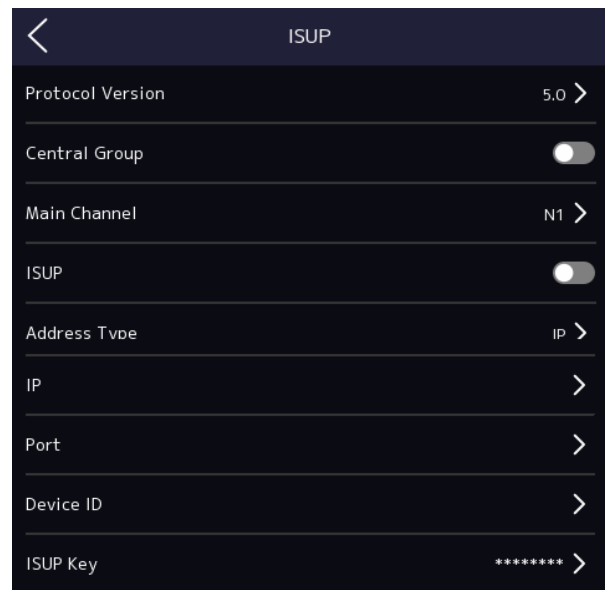 ISUP
Protocol Version 5.0
Central Group
Main Channel N1
ISUP
Address Type IP
IP
Port
Device ID
ISUP Key ********